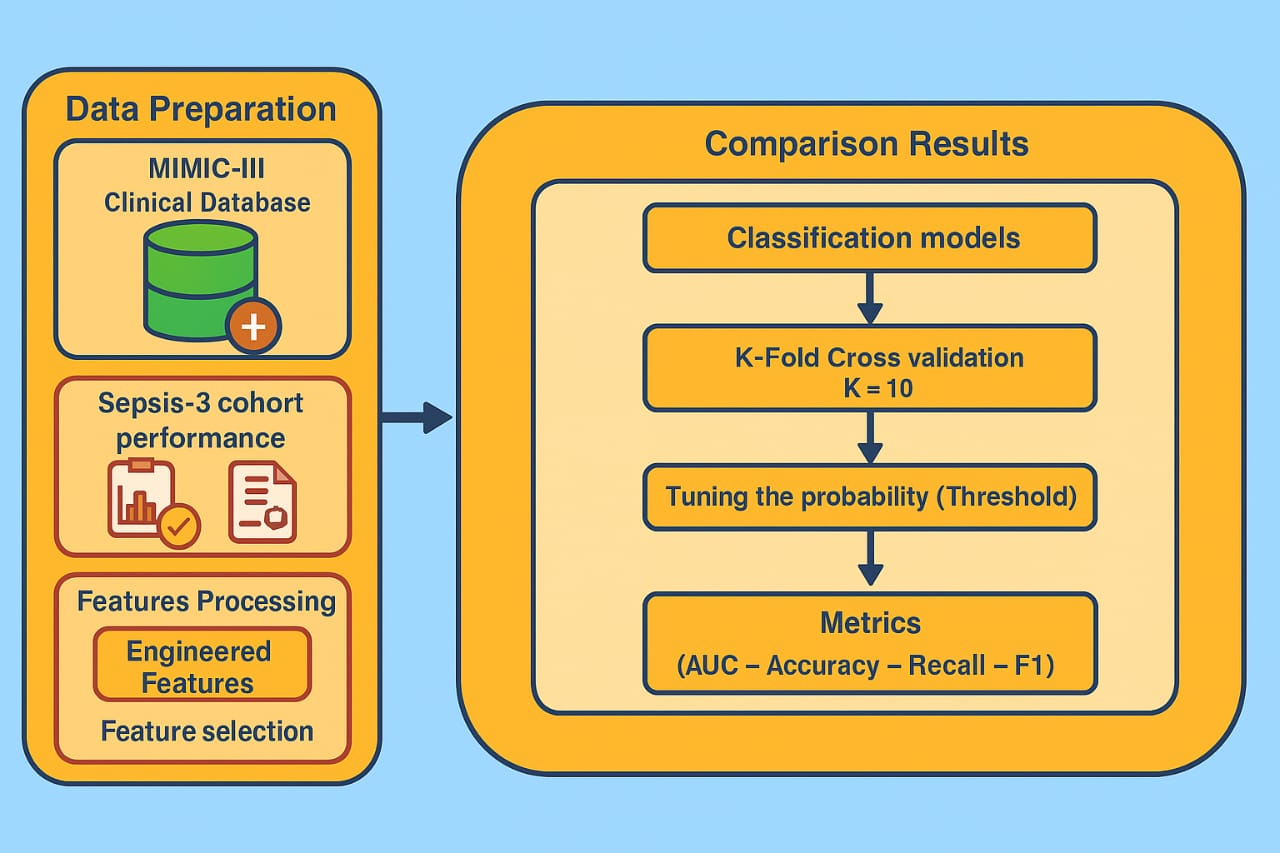 Data Preparation
MIMIC-III
Clinical Database
Sepsis-3 cohort
performance
Features Processing
Engineered
Features
Feature selection
Comparison Results
Classification models
K-Fold Cross validation
K = 10
Tuning the probability (Threshold)
Metrics
(AUC – Accuracy – Recall – F1)